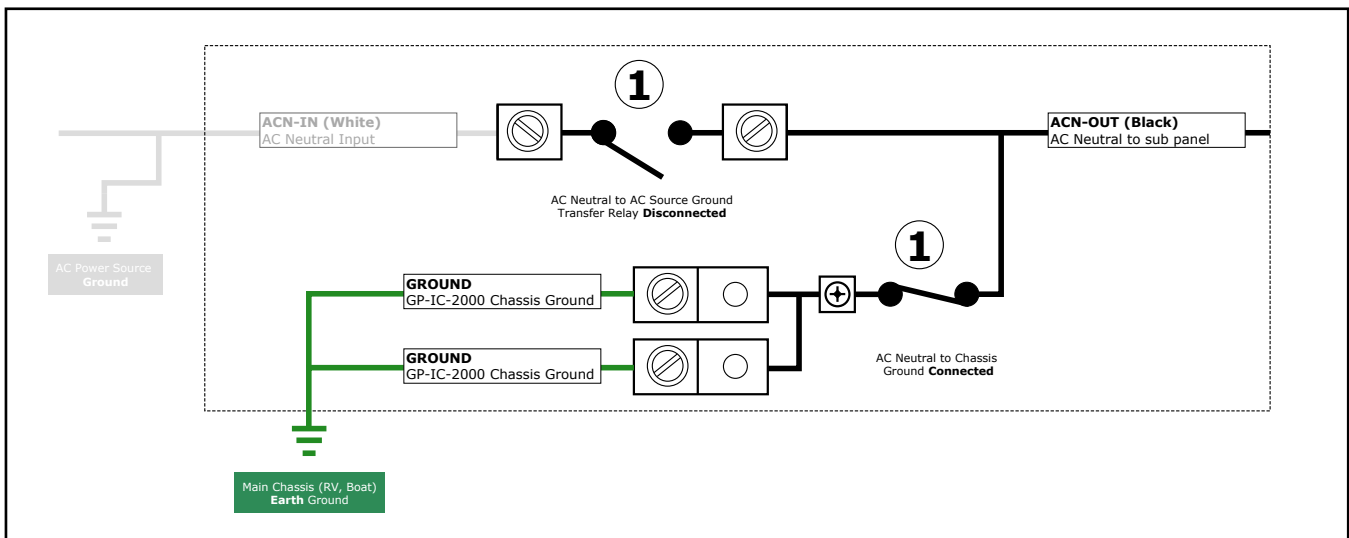 1
ACN-IN (White)
AC Neutral Input
ACN-OUT (Black)
AC Neutral to sub panel
AC Neutral to AC Source Ground
Transfer Relay Disconnected
1
AC Power Source
Ground
GROUND
GP-IC-2000 Chassis Ground
GROUND
GP-IC-2000 Chassis Ground
AC Neutral to Chassis
Ground Connected
Main Chassis (RV, Boat)
Earth Ground